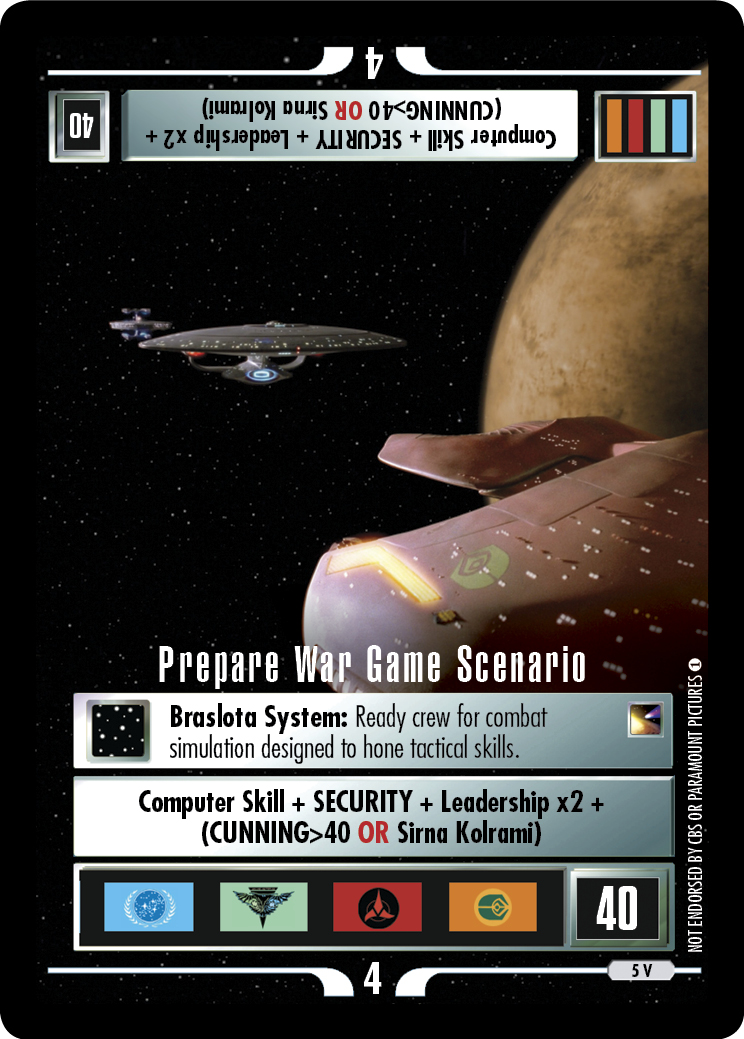 4
40
Computer Skill + SECURITY + Leadership x2 +
(CUNNING>40 OR Sirna Kolrami)
Prepare War Game Scenario
Braslota System: Ready crew for combat
simulation designed to hone tactical skills.
Computer Skill + SECURITY + Leadership x2 +
(CUNNING>40 OR Sirna Kolrami)
40
4
5 V
NOT ENDORSED BY CBS OR PARAMOUNT PICTURES 1